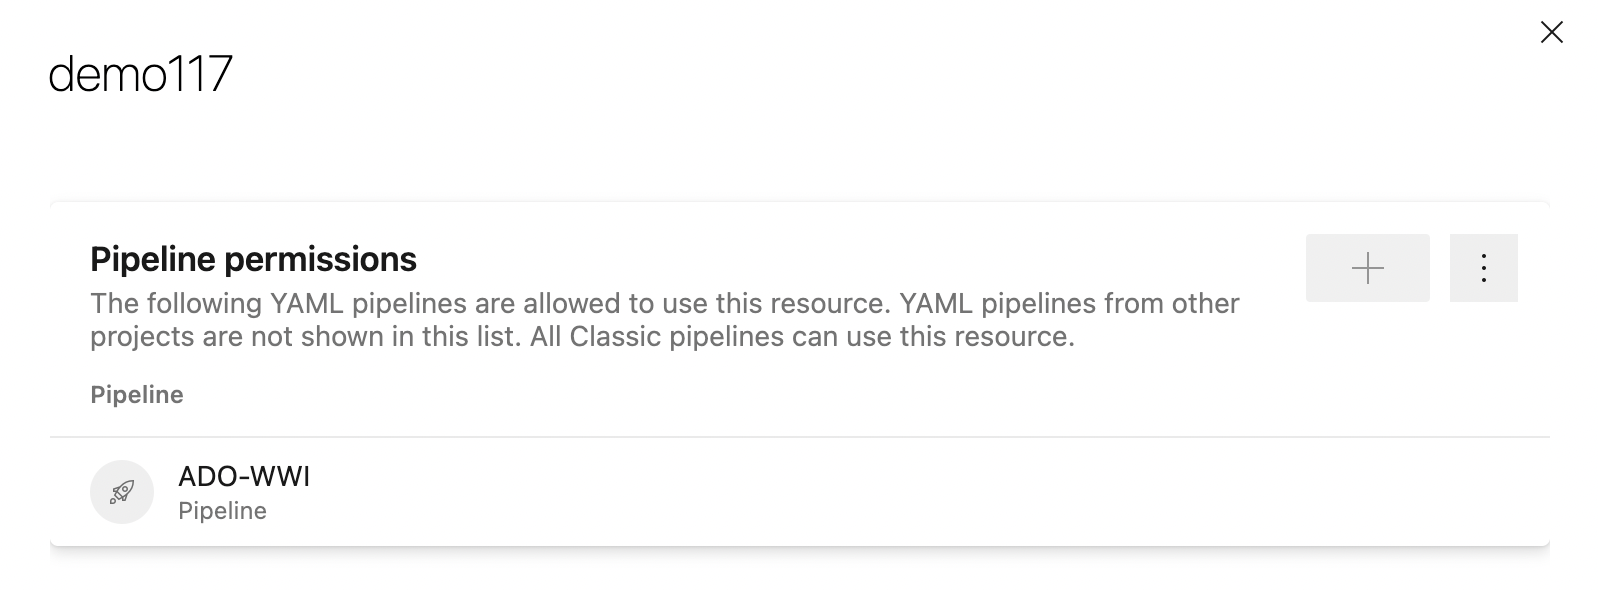 demo117
Pipeline permissions
The following YAML pipelines are allowed to use this resource. YAML pipelines from other
projects are not shown in this list. All Classic pipelines can use this resource.
Pipeline
ADO-WWI
Pipeline